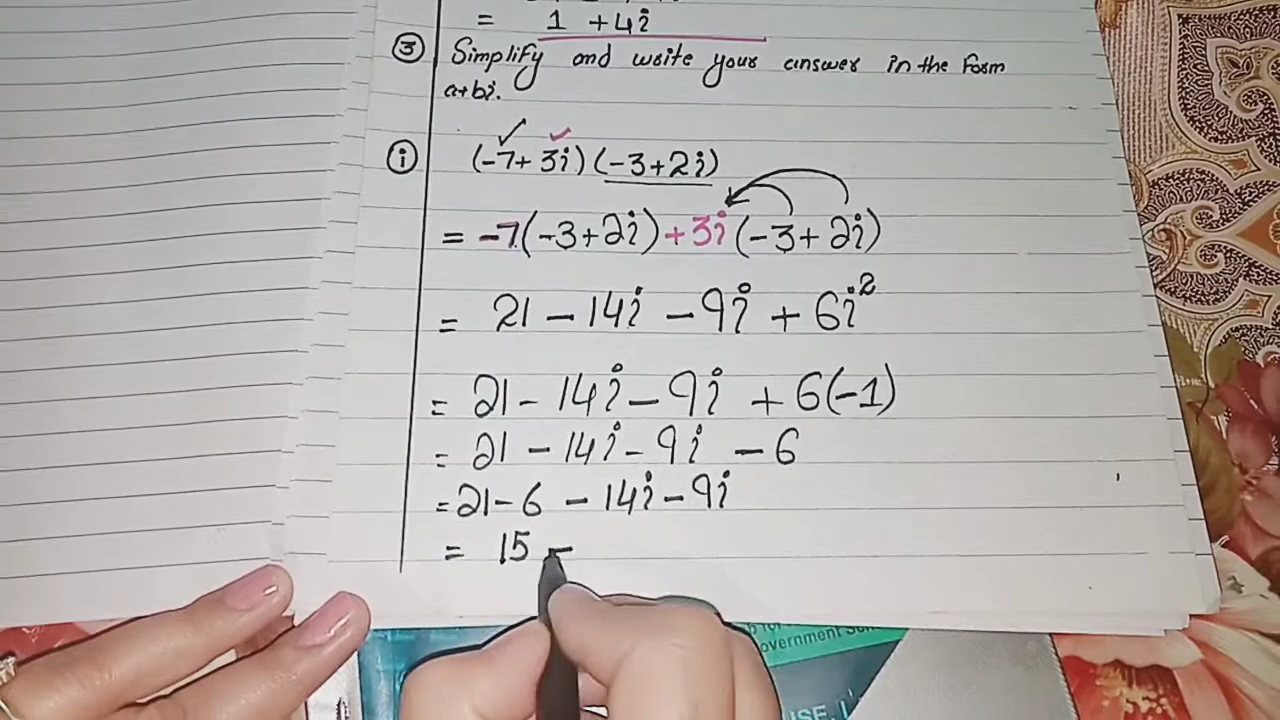 = 1 + 4i
③ Simplify and write your answer in the form
a+bi.
ⓘ (-7+3i)(-3+2i)
= -7(-3+2i)+3i(-3+2i)
= 21 - 14i - 9i + 6i²
= 21 - 14i - 9i + 6(-1)
= 21 - 14i - 9i - 6
= 21 - 6 - 14i - 9i
= 15 -